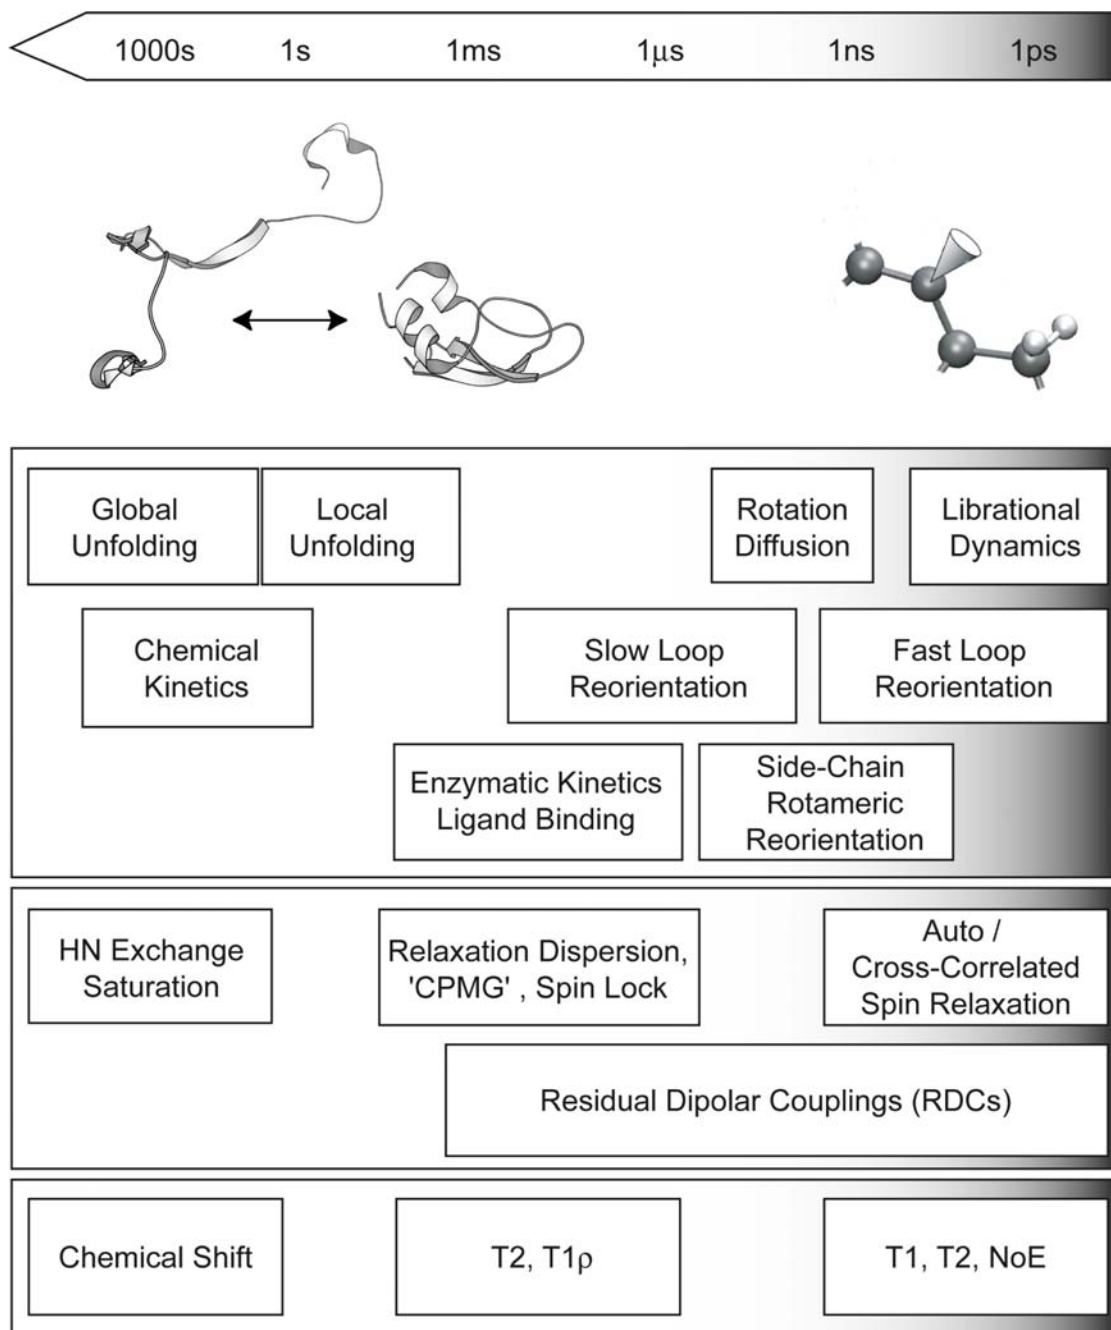 1000s 1s 1ms 1μs 1ns 1ps
Global
Unfolding
Local
Unfolding
Rotation
Diffusion
Librational
Dynamics
Chemical
Kinetics
Slow Loop
Reorientation
Fast Loop
Reorientation
Enzymatic Kinetics
Ligand Binding
Side-Chain
Rotameric
Reorientation
HN Exchange
Saturation
Relaxation Dispersion,
'CPMG' , Spin Lock
Auto /
Cross-Correlated
Spin Relaxation
Residual Dipolar Couplings (RDCs)
Chemical Shift
T2, T1ρ
T1, T2, NoE